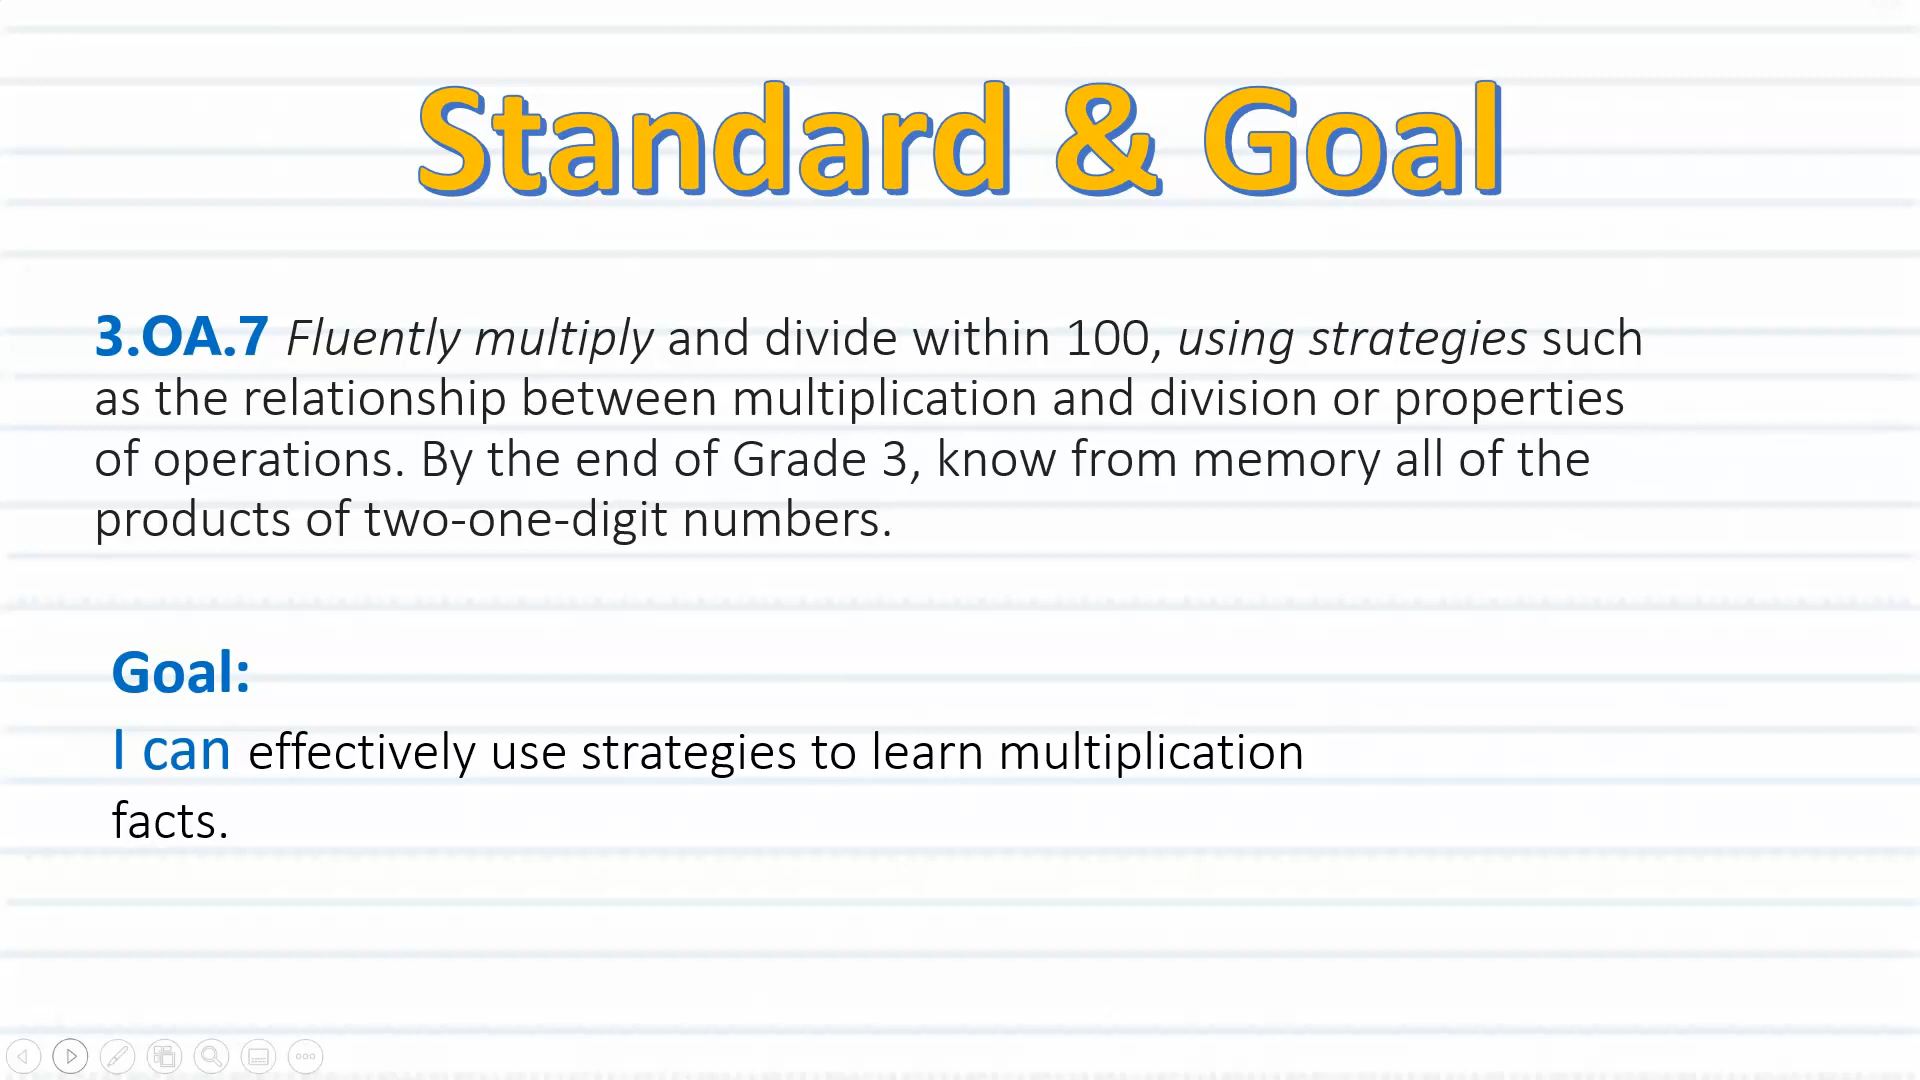 Standard & Goal
3.OA.7 Fluently multiply and divide within 100, using strategies such
as the relationship between multiplication and division or properties
of operations. By the end of Grade 3, know from memory all of the
products of two-one-digit numbers.
Goal:
I can effectively use strategies to learn multiplication
facts.